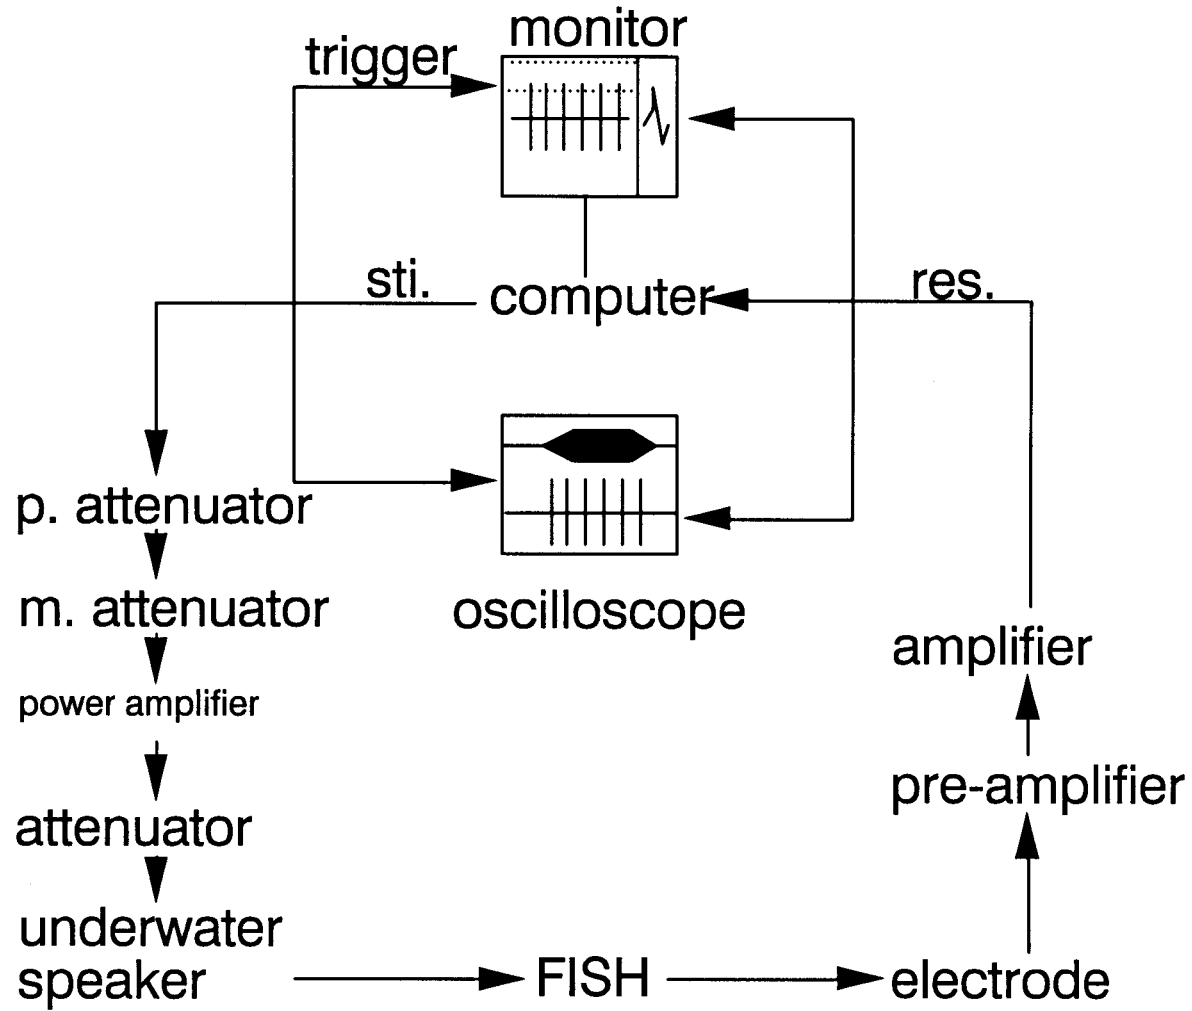 monitor
trigger
sti.
computer
res.
p. attenuator
m. attenuator
oscilloscope
amplifier
power amplifier
pre-amplifier
attenuator
underwater
speaker
FISH
electrode